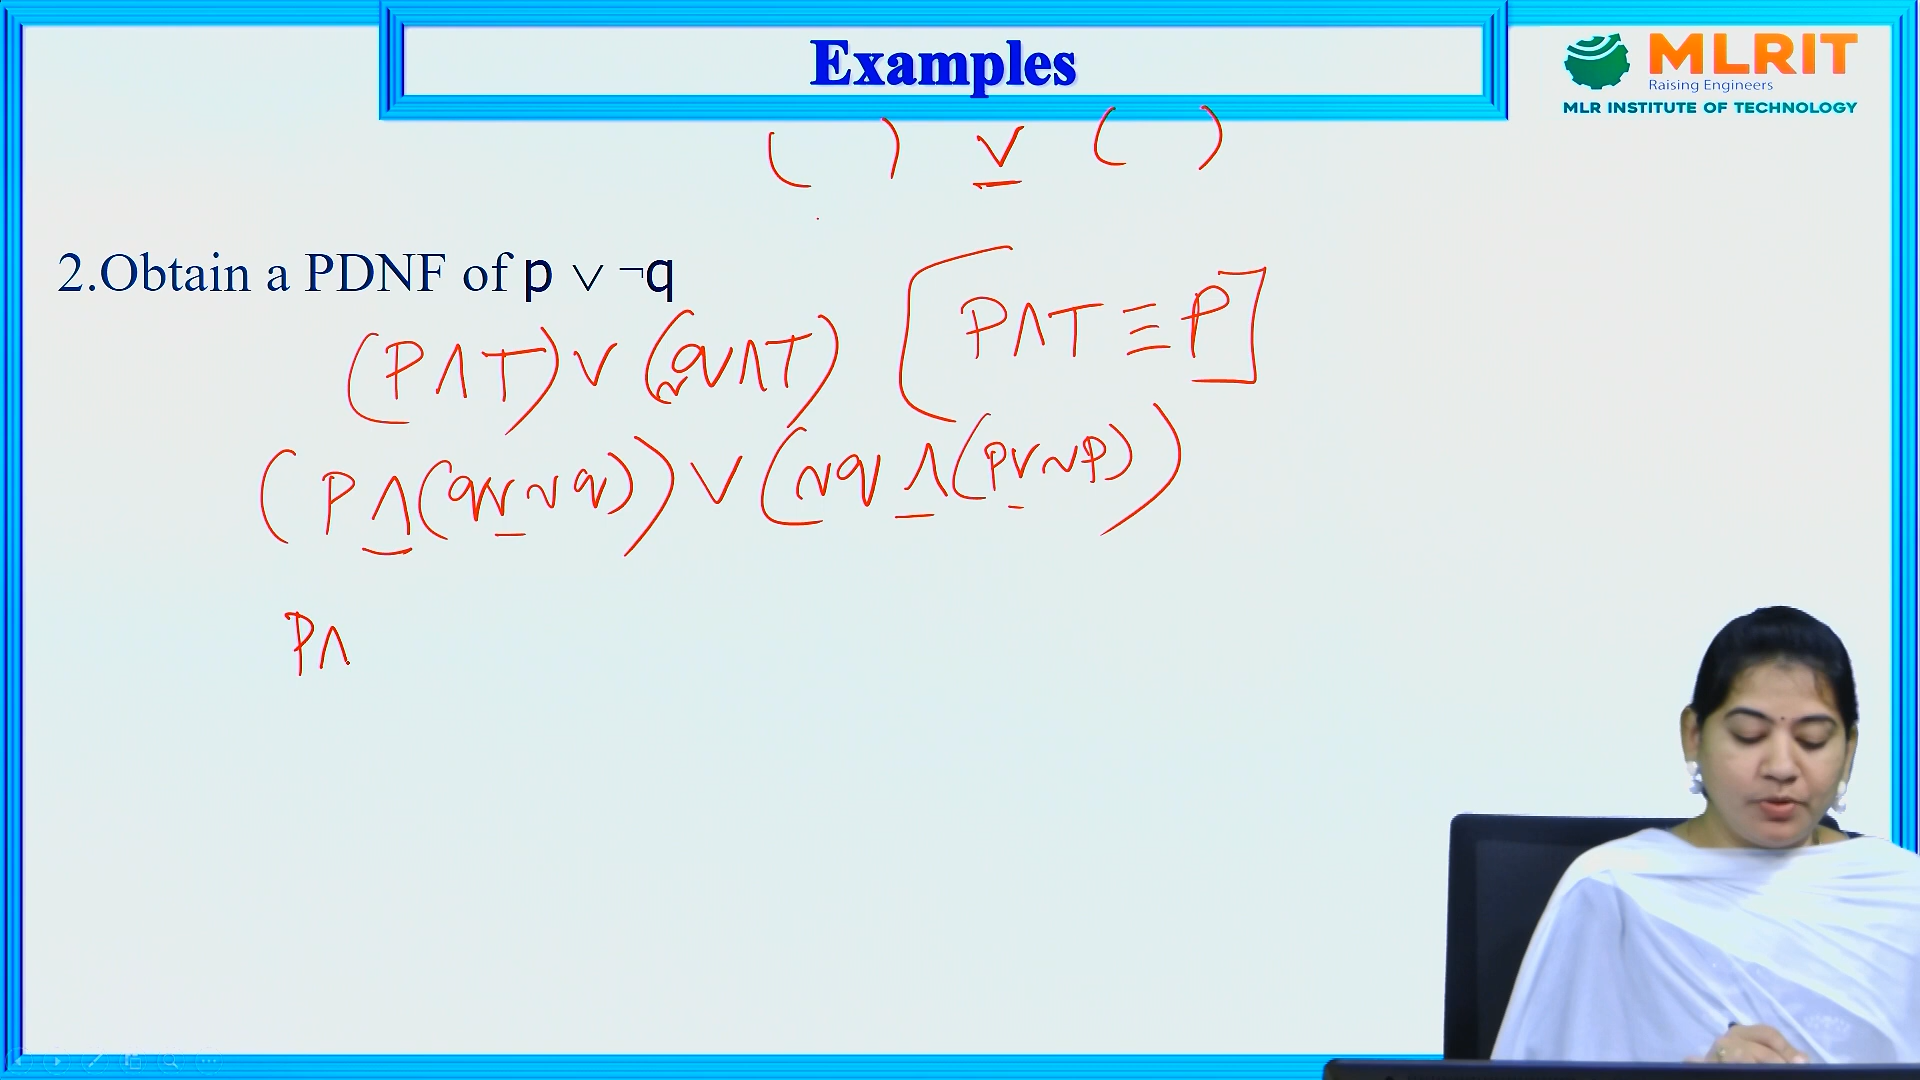 Examples
MLRIT
Raising Engineers
MLR INSTITUTE OF TECHNOLOGY
( ) ∨ ( )
2.Obtain a PDNF of p ∨ ¬q
[P∧T ≡ P]
(P∧T) ∨ (~q∧T)
(P∧(q∨~q)) ∨ (~q ∧(p∨~p))
P∧